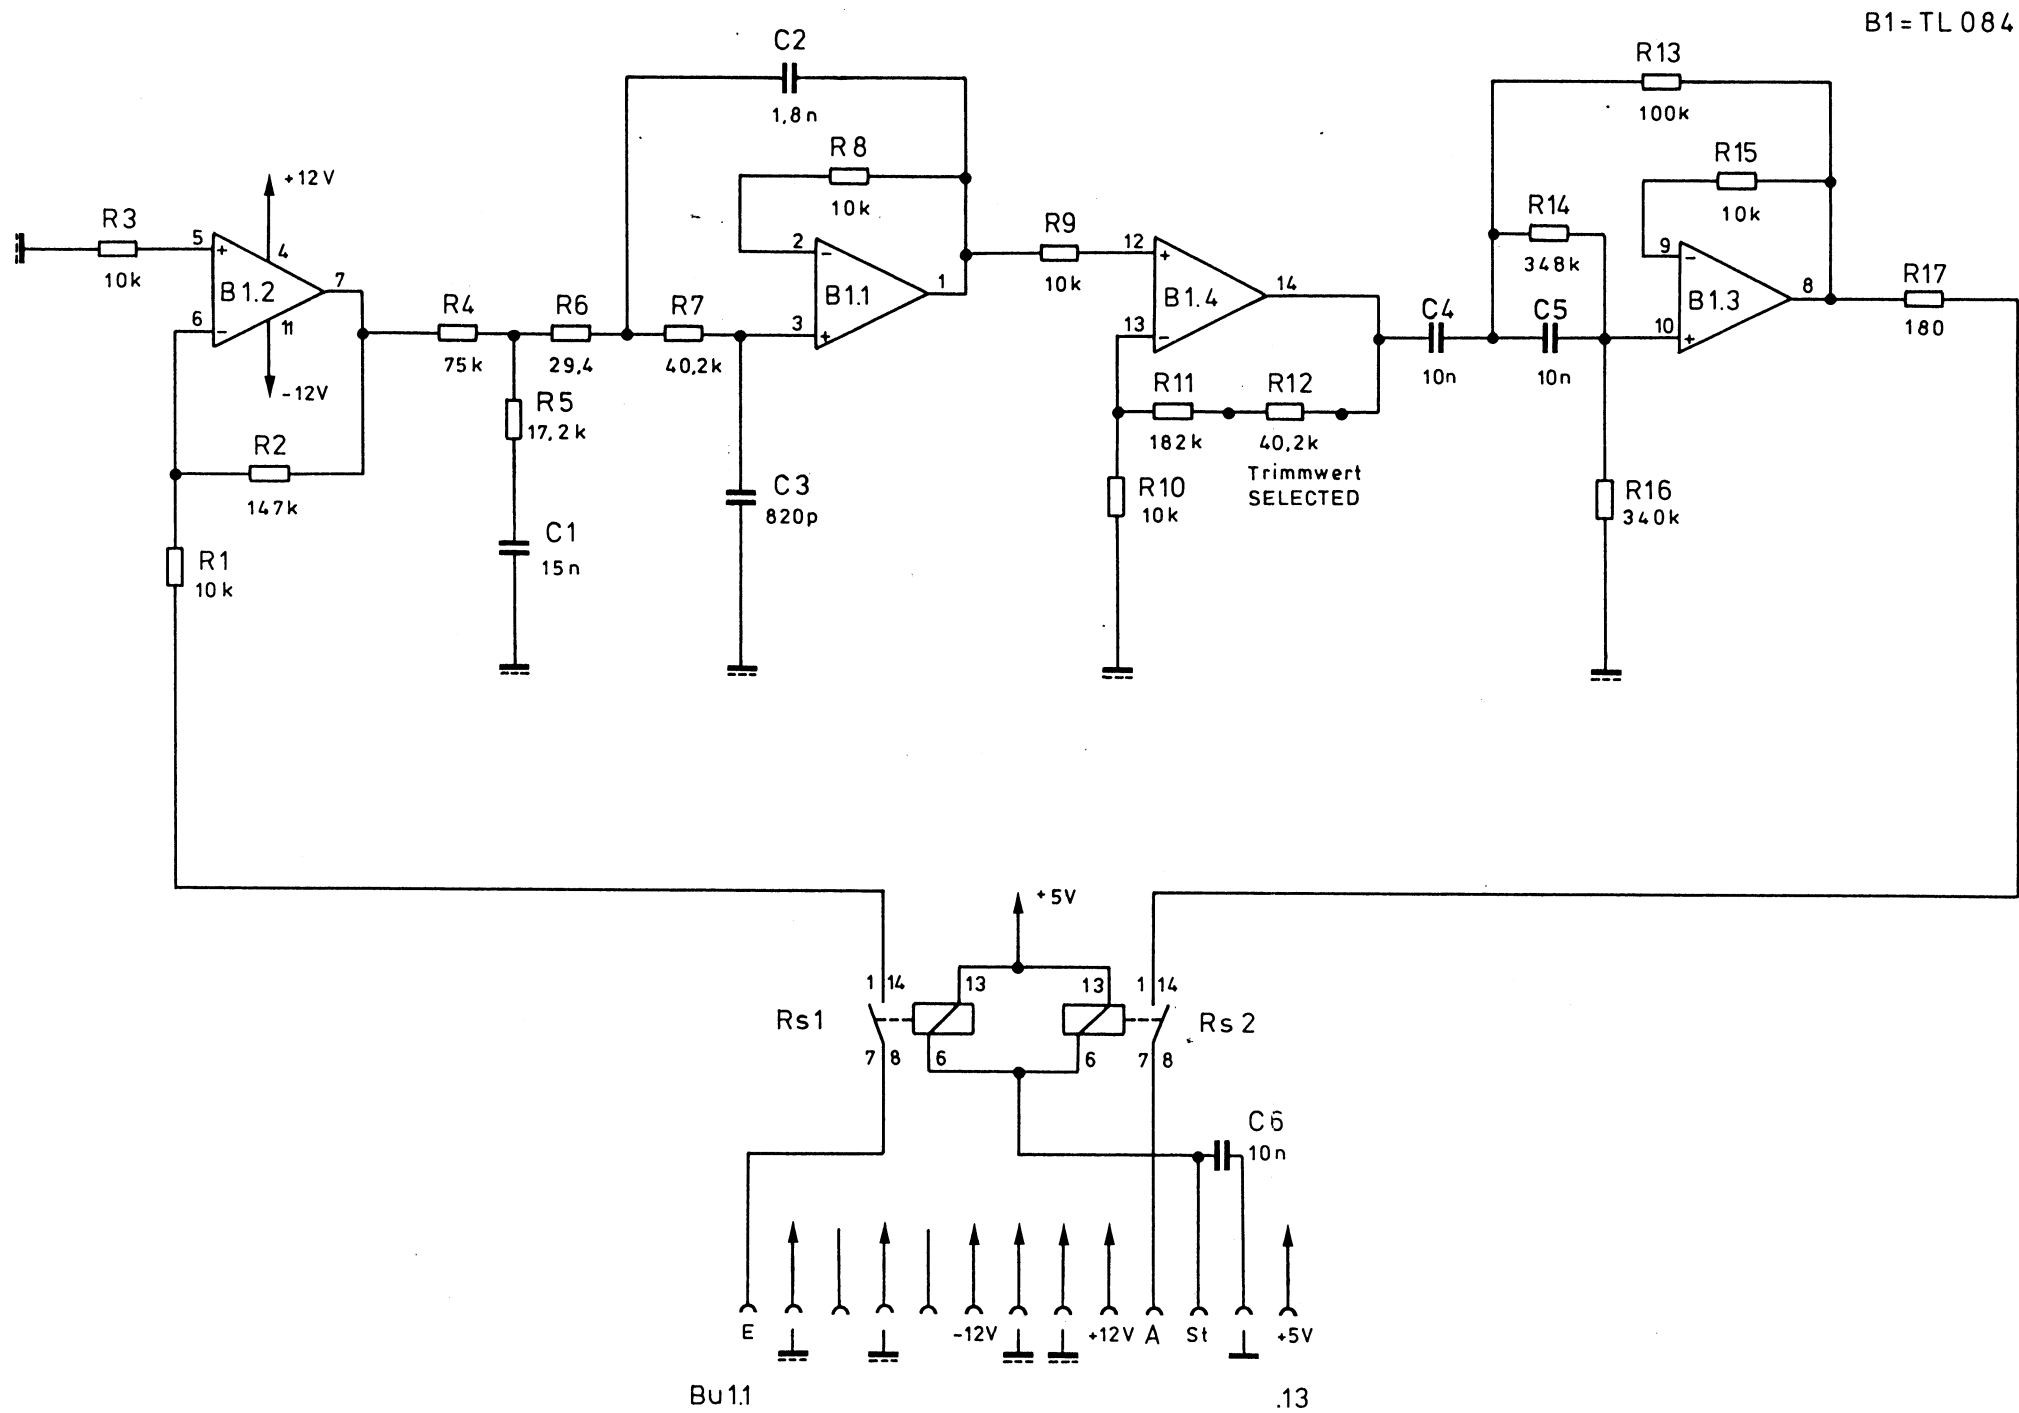 B1=TL084
C2
1,8n
R13
100k
R8
10k
R15
10k
+12V
R3
10k
5
+
4
B1.2
7
6
-
11
-12V
R2
147k
R1
10k
R4
75k
R6
29,4
R7
40,2k
R5
17,2k
C1
15n
C3
820p
2
-
B1.1
1
3
+
R9
10k
12
+
B1.4
14
13
-
R11
182k
R12
40,2k
Trimmwert
SELECTED
R10
10k
R14
348k
C4
10n
C5
10n
9
-
B1.3
8
10
+
R17
180
R16
340k
+5V
1 14
13
13
1 14
Rs1
Rs2
7 8
6
6
7 8
C6
10n
E
-12V
+12V
A
St
+5V
Bu1.1
.13